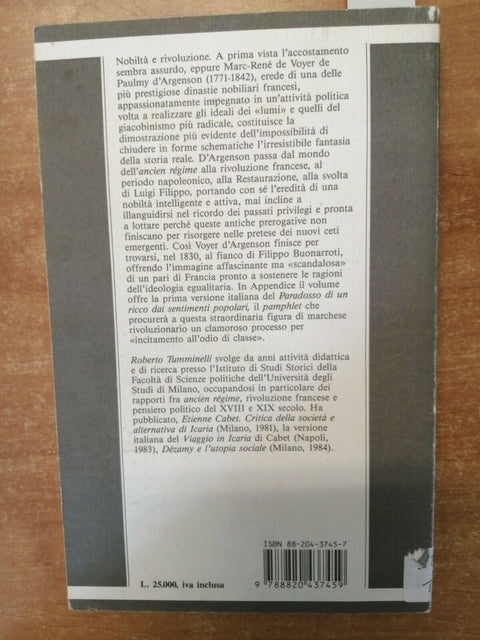 Nobiltà e rivoluzione. A prima vista l'accostamento
sembra assurdo, eppure Marc-René de Voyer de
Paulmy d'Argenson (1771-1842), erede di una delle
più prestigiose dinastie nobiliari francesi,
appassionatamente impegnato in un'attività politica
volta a realizzare gli ideali dei «lumi» e quelli del
giacobinismo più radicale, costituisce la
dimostrazione più evidente dell'impossibilità di
chiudere in forme schematiche l'irresistibile fantasia
della storia reale. D'Argenson passa dal mondo
dell'ancien régime alla rivoluzione francese, al
periodo napoleonico, alla Restaurazione, alla svolta
di Luigi Filippo, portando con sé l'eredità di una
nobiltà intelligente e attiva, mai incline a
illanguidirsi nel ricordo dei passati privilegi e pronta
a lottare perché queste antiche prerogative non
finiscano per risorgere nelle pretese dei nuovi ceti
emergenti. Così Voyer d'Argenson finisce per
trovarsi, nel 1830, al fianco di Filippo Buonarroti,
offrendo l'immagine affascinante ma «scandalosa»
di un pari di Francia pronto a sostenere le ragioni
dell'ideologia egualitaria. In Appendice il volume
offre la prima versione italiana del Paradosso di un
ricco dai sentimenti popolari, il pamphlet che
procurerà a questa straordinaria figura di marchese
rivoluzionario un clamoroso processo per
«incitamento all'odio di classe».
Roberto Tumminelli svolge da anni attività didattica
e di ricerca presso l'Istituto di Studi Storici della
Facoltà di Scienze politiche dell'Università degli
Studi di Milano, occupandosi in particolare dei
rapporti fra ancien régime, rivoluzione francese e
pensiero politico del XVIII e XIX secolo. Ha
pubblicato, Etienne Cabet. Critica della società e
alternativa di Icaria (Milano, 1981), la versione
italiana del Viaggio in Icaria di Cabet (Napoli,
1983), Dézamy e l'utopia sociale (Milano, 1984).
ISBN 88-204-3745-7
L. 25.000, iva inclusa
9 788820 437459